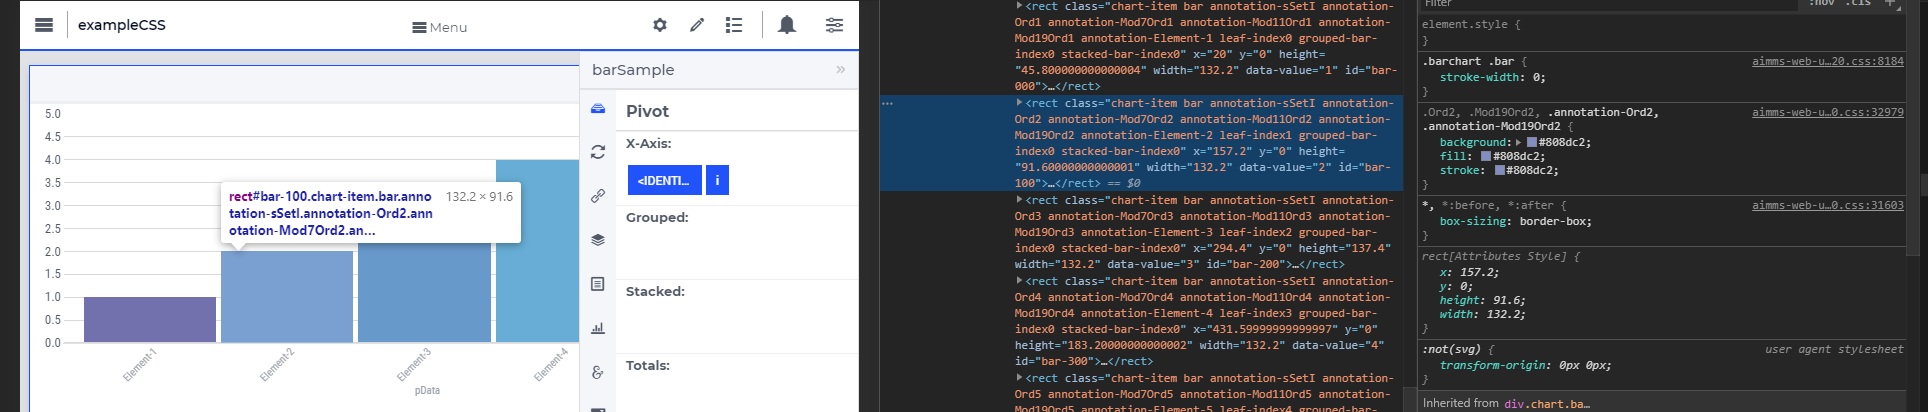 exampleCSS
Menu
barSample
»
Pivot
X-Axis:
<IDENTI...
i
Grouped:
Stacked:
Totals:
5.0
4.5
4.0
3.5
3.0
2.5
2.0
1.5
1.0
0.5
0.0
Element-1
Element-2
Element-3
Element-4
pData
rect#bar-100.chart-item.bar.anno
tation-sSetI.annotation-Ord2.ann
otation-Mod7Ord2.an...
132.2 × 91.6
<rect class="chart-item bar annotation-sSetI annotation-
Ord1 annotation-Mod7Ord1 annotation-Mod11Ord1 annotation-
Mod19Ord1 annotation-Element-1 leaf-index0 grouped-bar-
index0 stacked-bar-index0" x="20" y="0" height=
"45.800000000000004" width="132.2" data-value="1" id="bar-
000">…</rect>
<rect class="chart-item bar annotation-sSetI annotation-
Ord2 annotation-Mod7Ord2 annotation-Mod11Ord2 annotation-
Mod19Ord2 annotation-Element-2 leaf-index1 grouped-bar-
index0 stacked-bar-index0" x="157.2" y="0" height=
"91.60000000000001" width="132.2" data-value="2" id="bar-
100">…</rect> == $0
<rect class="chart-item bar annotation-sSetI annotation-
Ord3 annotation-Mod7Ord3 annotation-Mod11Ord3 annotation-
Mod19Ord3 annotation-Element-3 leaf-index2 grouped-bar-
index0 stacked-bar-index0" x="294.4" y="0" height="137.4"
width="132.2" data-value="3" id="bar-200">…</rect>
<rect class="chart-item bar annotation-sSetI annotation-
Ord4 annotation-Mod7Ord4 annotation-Mod11Ord4 annotation-
Mod19Ord4 annotation-Element-4 leaf-index3 grouped-bar-
index0 stacked-bar-index0" x="431.59999999999997" y="0"
height="183.20000000000002" width="132.2" data-value="4"
id="bar-300">…</rect>
<rect class="chart-item bar annotation-sSetI annotation-
Ord5 annotation-Mod7Ord5 annotation-Mod11Ord5 annotation-
Mod19Ord5 annotation-Element-5 leaf-index4 grouped-bar-
Filter
:hov .cls +
element.style {
}
.barchart .bar {
aimms-web-u…20.css:8184
stroke-width: 0;
}
.Ord2, .Mod19Ord2, .annotation-Ord2,
aimms-web-u…0.css:32979
.annotation-Mod19Ord2 {
background: #808dc2;
fill: #808dc2;
stroke: #808dc2;
}
*, *:before, *:after {
aimms-web-u…0.css:31603
box-sizing: border-box;
}
rect[Attributes Style] {
x: 157.2;
y: 0;
height: 91.6;
width: 132.2;
}
:not(svg) {
user agent stylesheet
transform-origin: 0px 0px;
}
Inherited from div.chart.ba…